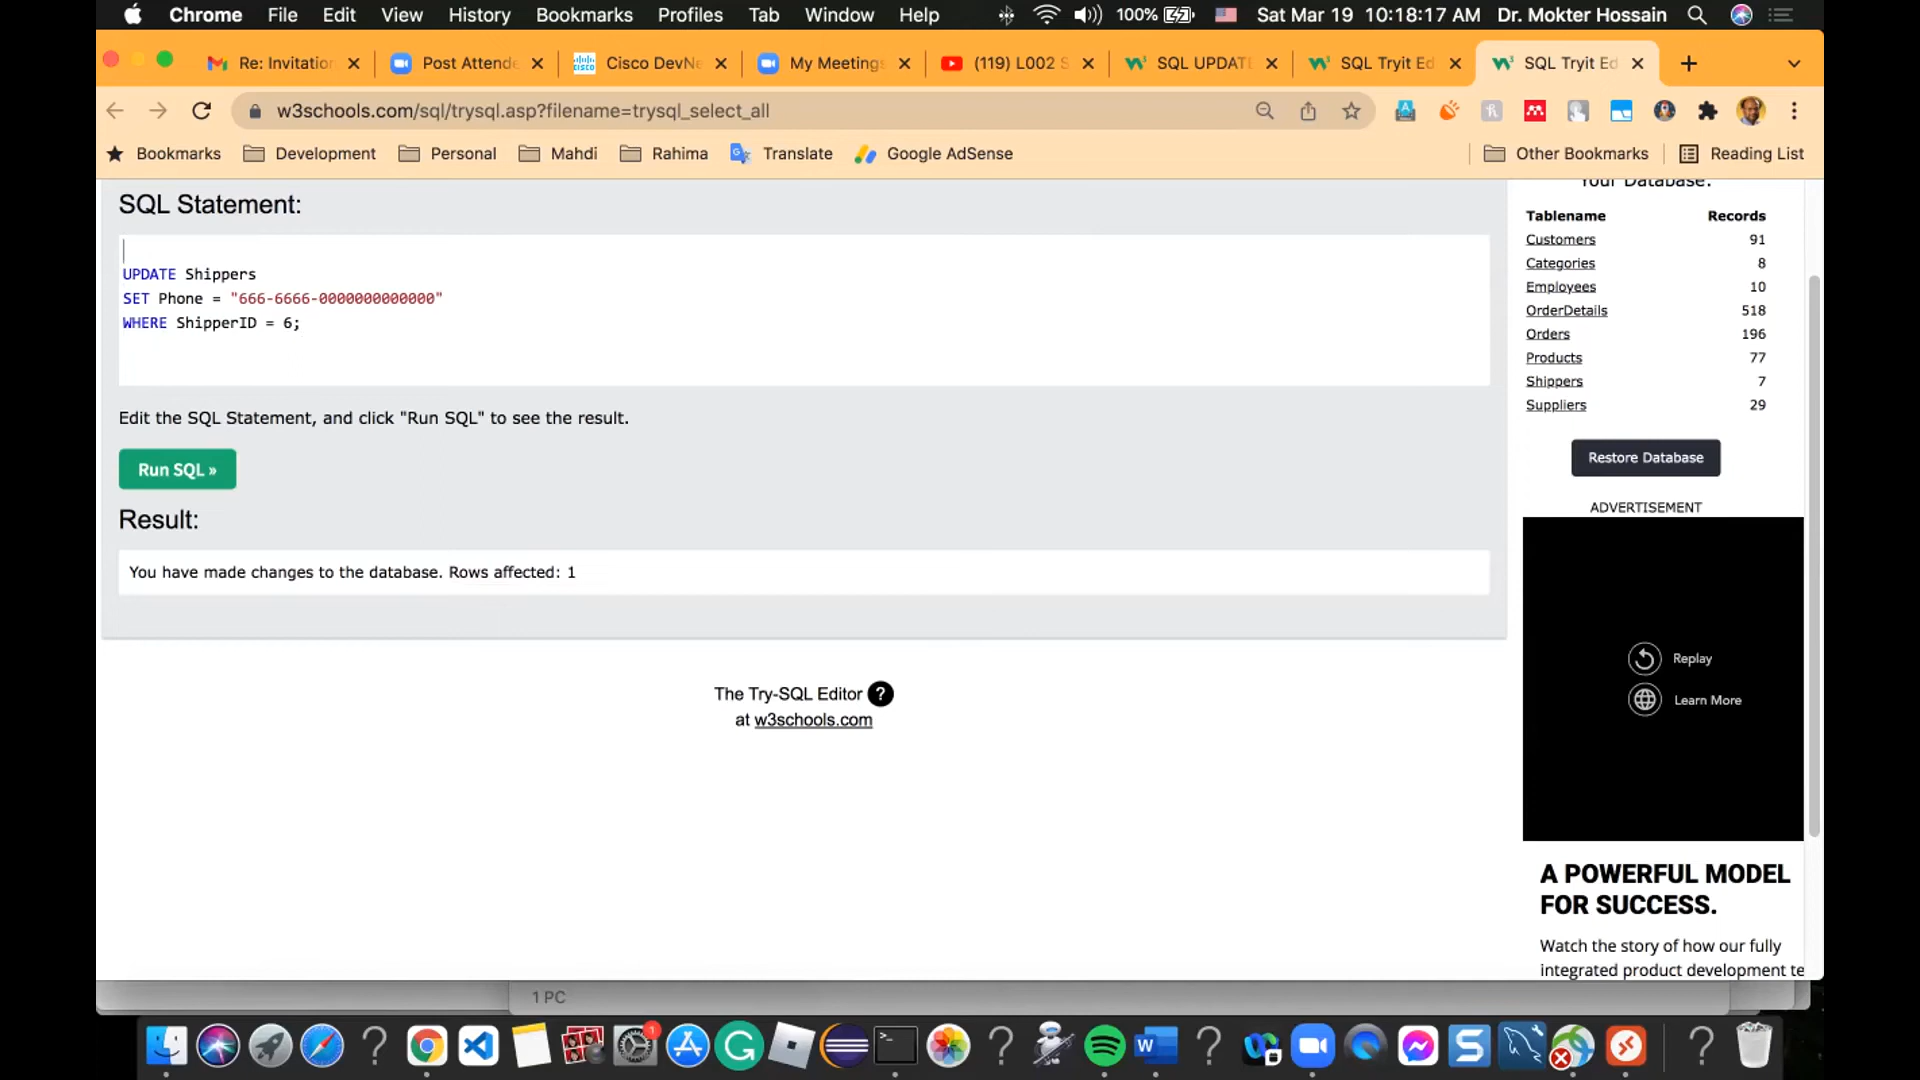 Chrome File Edit View History Bookmarks Profiles Tab Window Help 100% Sat Mar 19 10:18:17 AM Dr. Mokter Hossain
Re: Invitation Post Attende Cisco DevNe My Meetings (119) L002 S SQL UPDATE SQL Tryit Ed SQL Tryit Ed
w3schools.com/sql/trysql.asp?filename=trysql_select_all
Bookmarks Development Personal Mahdi Rahima Translate Google AdSense Other Bookmarks Reading List
SQL Statement:
UPDATE Shippers
SET Phone = "666-6666-0000000000000"
WHERE ShipperID = 6;
Edit the SQL Statement, and click "Run SQL" to see the result.
Run SQL »
Result:
You have made changes to the database. Rows affected: 1
The Try-SQL Editor ?
at w3schools.com
Your Database:
Tablename Records
Customers 91
Categories 8
Employees 10
OrderDetails 518
Orders 196
Products 77
Shippers 7
Suppliers 29
Restore Database
ADVERTISEMENT
Replay
Learn More
A POWERFUL MODEL
FOR SUCCESS.
Watch the story of how our fully
integrated product development te
1 PC